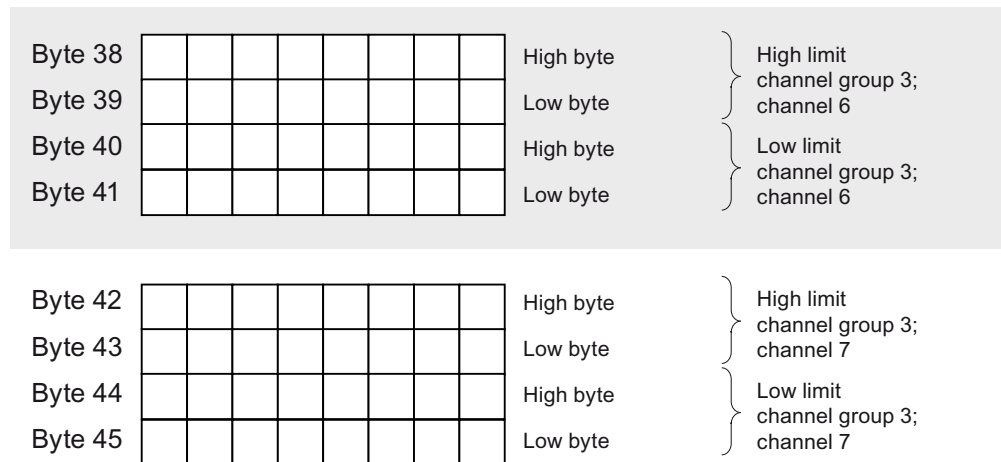 Byte 38 High byte High limit
channel group 3;
Byte 39 Low byte channel 6
Byte 40 High byte Low limit
channel group 3;
Byte 41 Low byte channel 6
Byte 42 High byte High limit
channel group 3;
Byte 43 Low byte channel 7
Byte 44 High byte Low limit
channel group 3;
Byte 45 Low byte channel 7